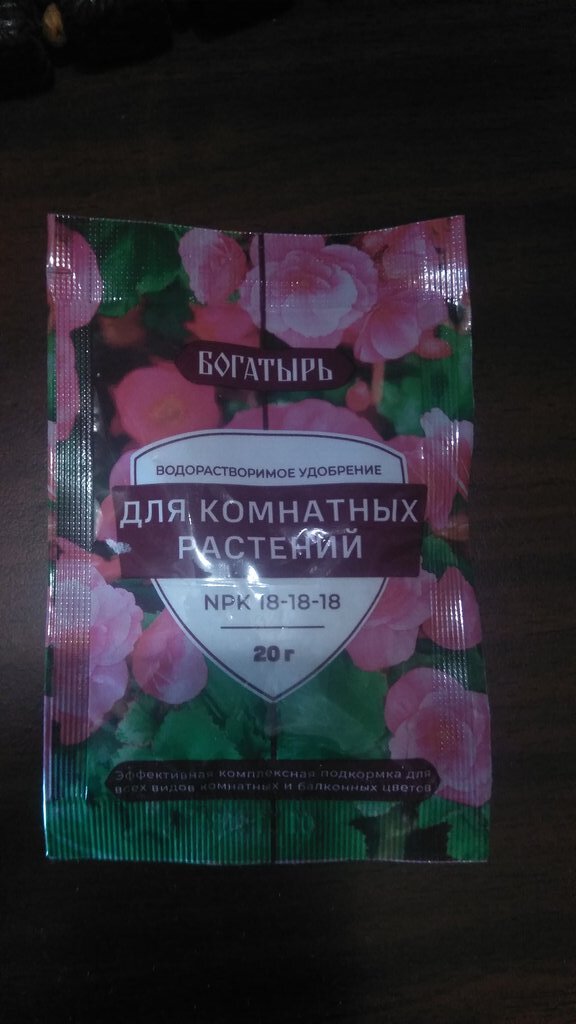 БОГАТЫРЬ
ВОДОРАСТВОРИМОЕ УДОБРЕНИЕ
ДЛЯ КОМНАТНЫХ
РАСТЕНИЙ
NPK 18-18-18
20 г
Эффективная комплексная подкормка для
всех видов комнатных и балконных цветов